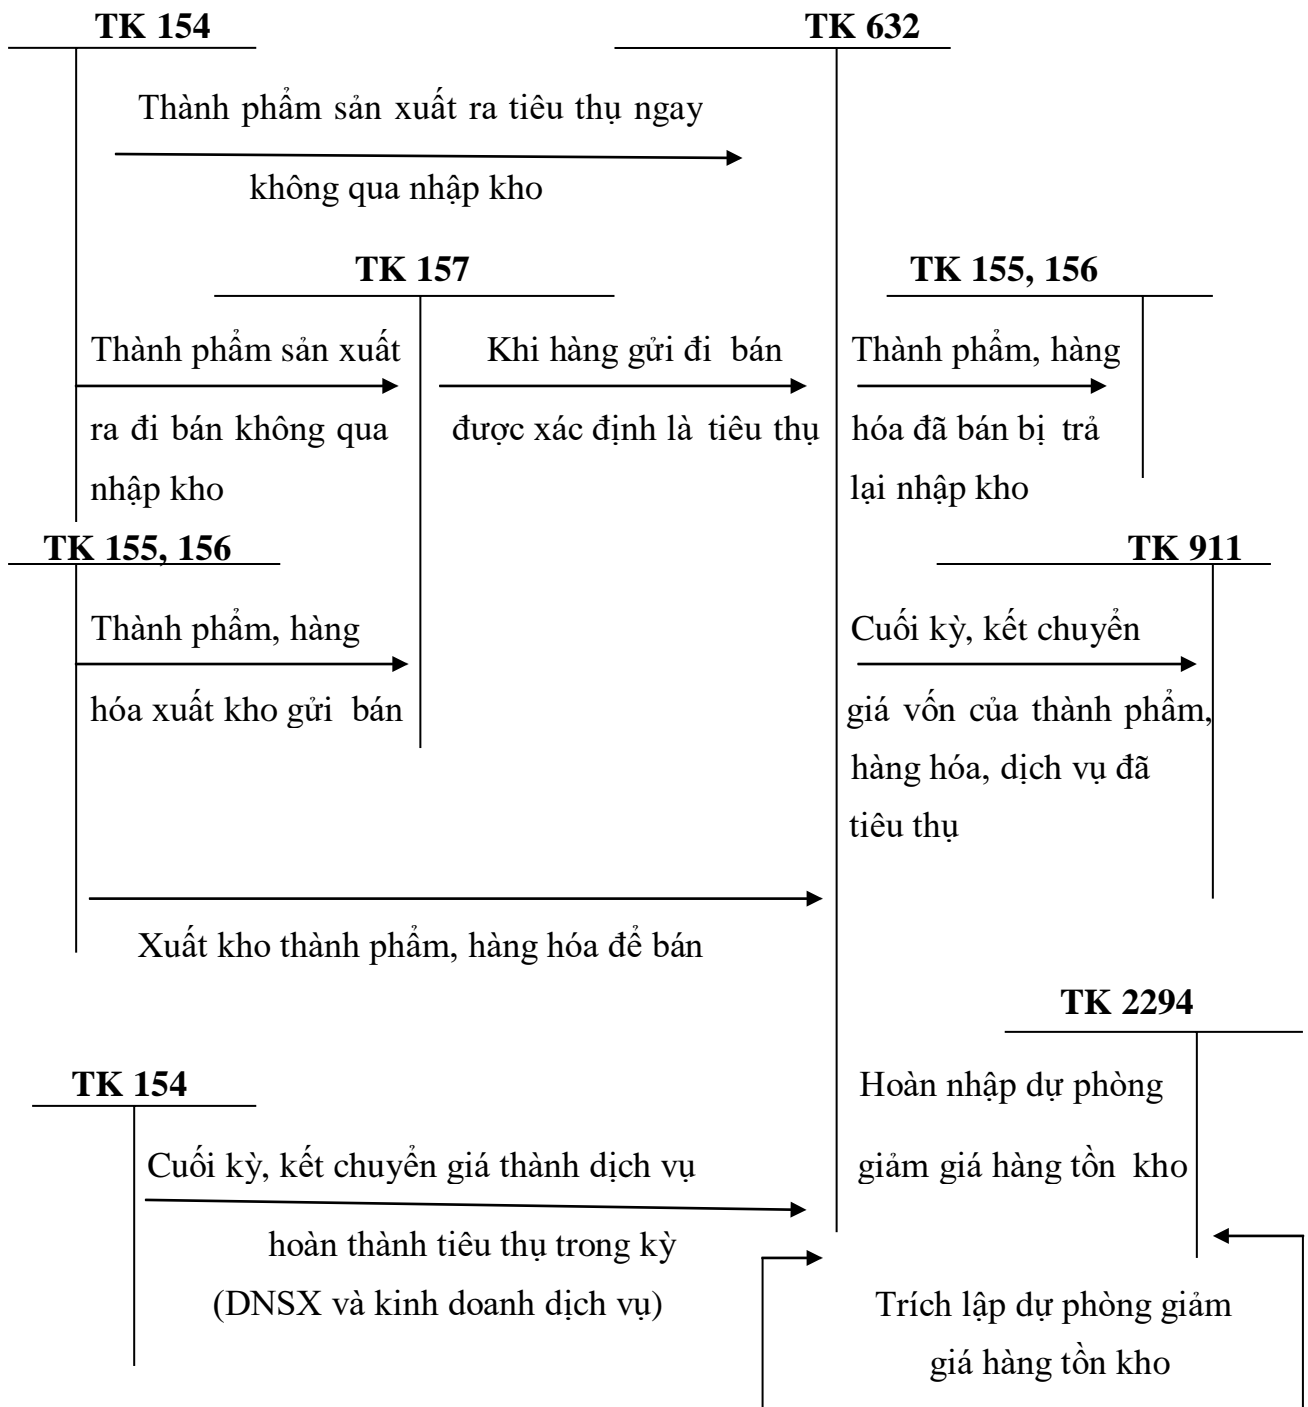 TK 154
TK 632
Thành phẩm sản xuất ra tiêu thụ ngay
không qua nhập kho
TK 157
TK 155, 156
Thành phẩm sản xuất
ra đi bán không qua
nhập kho
Khi hàng gửi đi bán
được xác định là tiêu thụ
Thành phẩm, hàng
hóa đã bán bị trả
lại nhập kho
TK 155, 156
TK 911
Thành phẩm, hàng
hóa xuất kho gửi bán
Cuối kỳ, kết chuyển
giá vốn của thành phẩm,
hàng hóa, dịch vụ đã
tiêu thụ
Xuất kho thành phẩm, hàng hóa để bán
TK 2294
TK 154
Hoàn nhập dự phòng
giảm giá hàng tồn kho
Cuối kỳ, kết chuyển giá thành dịch vụ
hoàn thành tiêu thụ trong kỳ
(DNSX và kinh doanh dịch vụ)
Trích lập dự phòng giảm
giá hàng tồn kho